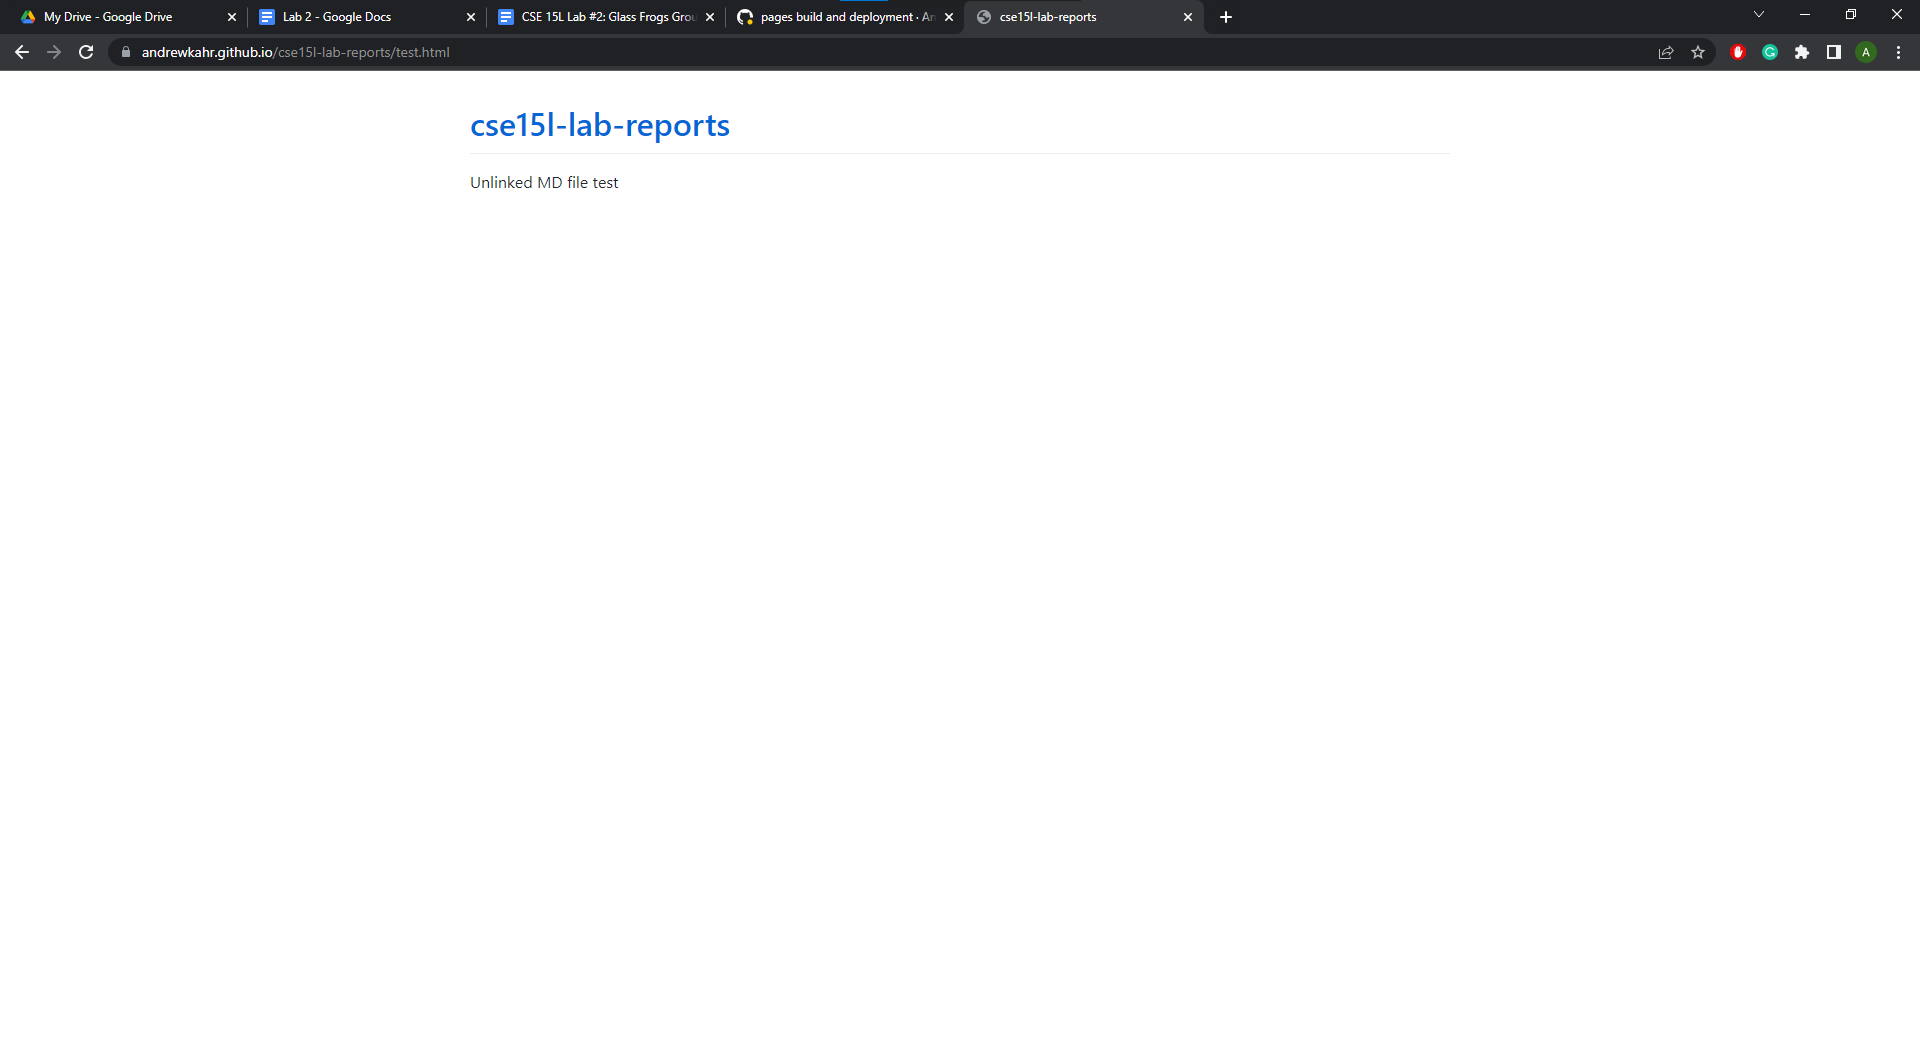 My Drive - Google Drive
Lab 2 - Google Docs
CSE 15L Lab #2: Glass Frogs Grou
pages build and deployment · An
cse15l-lab-reports
andrewkahr.github.io/cse15l-lab-reports/test.html
A
cse15l-lab-reports
Unlinked MD file test